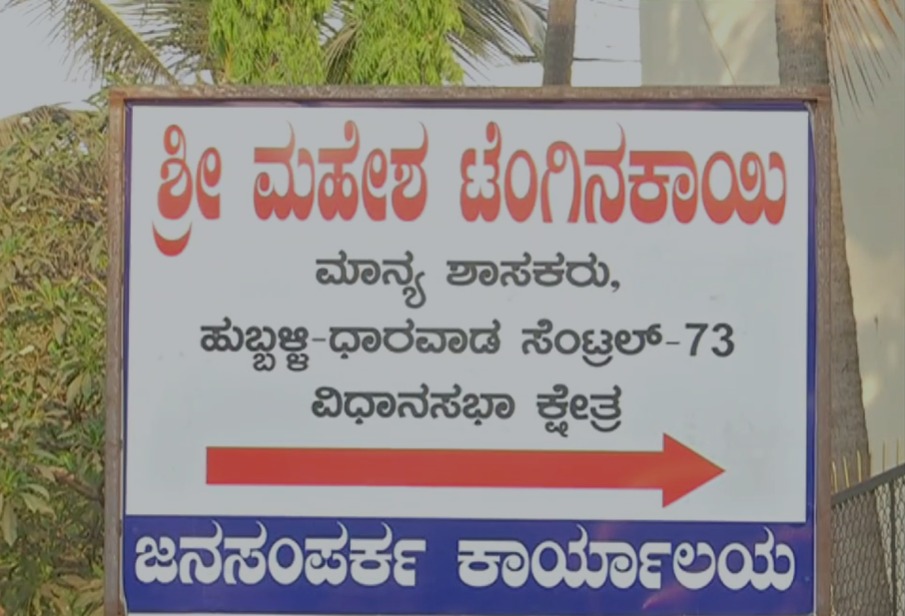 ಶ್ರೀ ಮಹೇಶ ಟೆಂಗಿನಕಾಯಿ
ಮಾನ್ಯ ಶಾಸಕರು,
ಹುಬ್ಬಳ್ಳಿ-ಧಾರವಾಡ ಸೆಂಟ್ರಲ್-73
ವಿಧಾನಸಭಾ ಕ್ಷೇತ್ರ
ಜನಸಂಪರ್ಕ ಕಾರ್ಯಾಲಯ